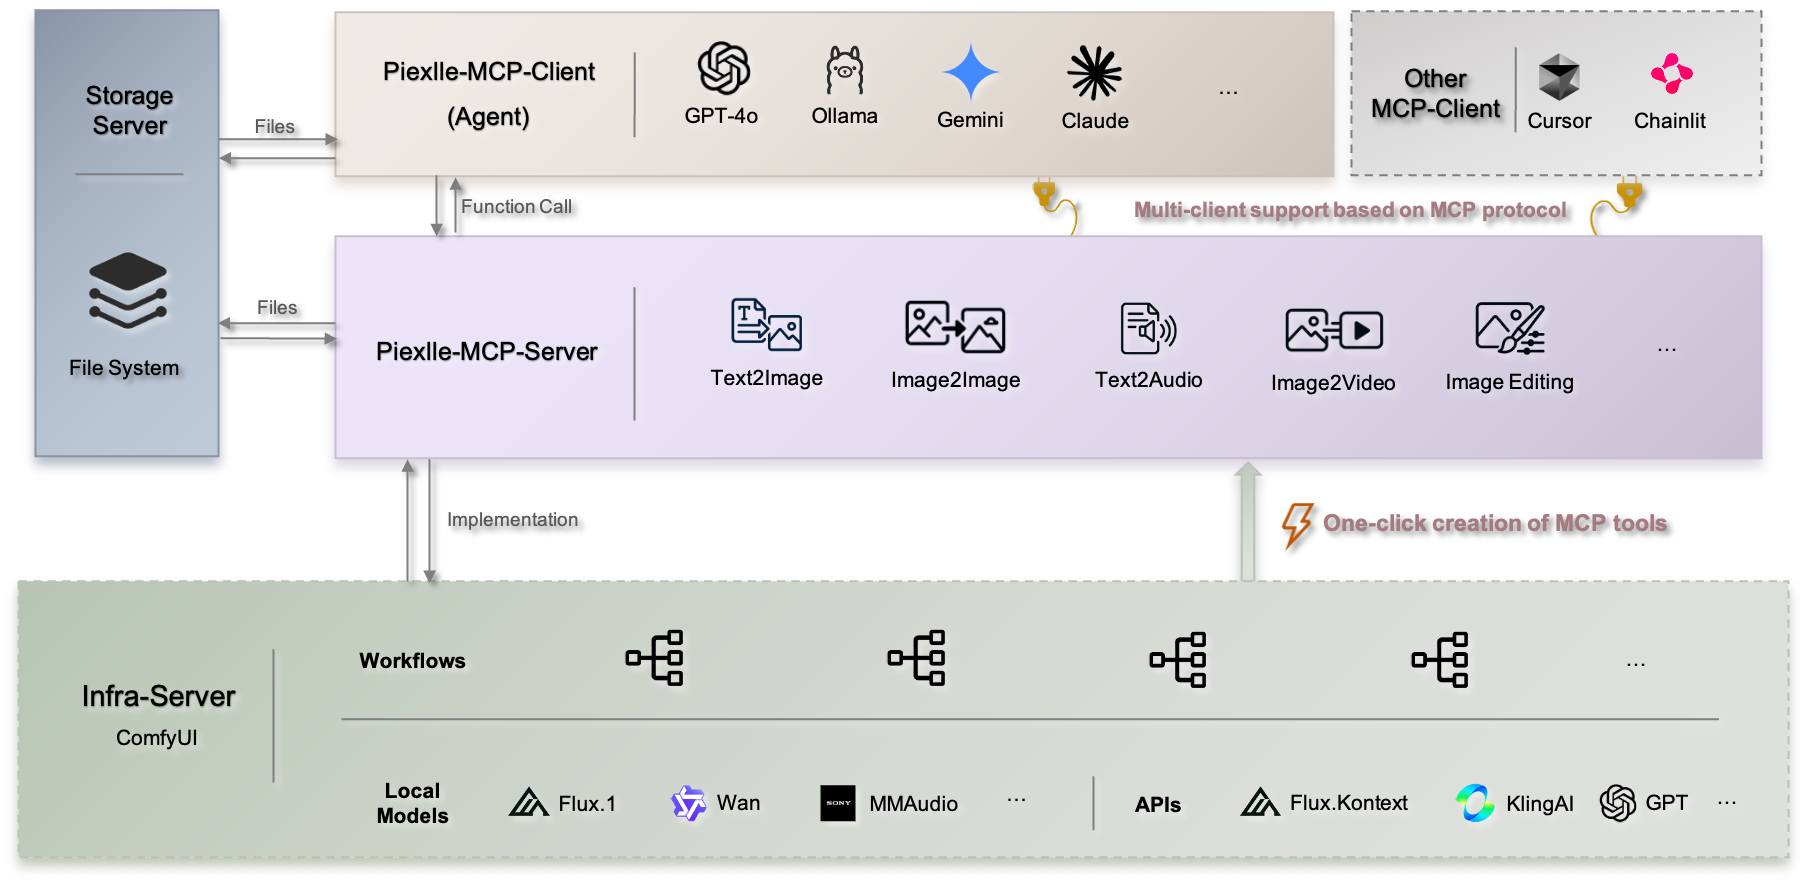 Storage
Server
File System
Files
Files
Piexlle-MCP-Client
(Agent)
GPT-4o
Ollama
Gemini
Claude
...
Other
MCP-Client
Cursor
Chainlit
Function Call
Multi-client support based on MCP protocol
Piexlle-MCP-Server
Text2Image
Image2Image
Text2Audio
Image2Video
Image Editing
...
Implementation
One-click creation of MCP tools
Infra-Server
ComfyUI
Workflows
...
Local
Models
Flux.1
Wan
SONY
MMAudio
...
APIs
Flux.Kontext
KlingAI
GPT
...